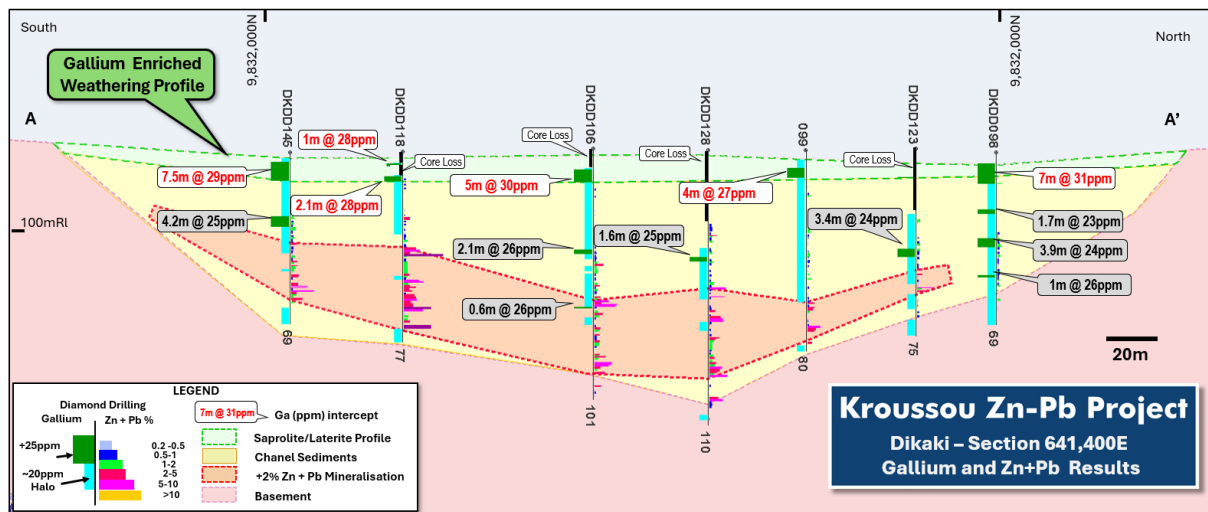 South
9,832,000N
9,832,000N
North
Gallium Enriched
Weathering Profile
A
A'
DKDD145
DKDD118
DKDD106
DKDD128
099
DKDD123
DKDD098
1m @ 28ppm
Core Loss
Core Loss
Core Loss
Core Loss
7.5m @ 29ppm
2.1m @ 28ppm
5m @ 30ppm
4m @ 27ppm
7m @ 31ppm
100mRl
4.2m @ 25ppm
2.1m @ 26ppm
1.6m @ 25ppm
3.4m @ 24ppm
1.7m @ 23ppm
3.9m @ 24ppm
0.6m @ 26ppm
1m @ 26ppm
69
77
101
110
80
75
69
20m
LEGEND
Diamond Drilling
Gallium
Zn + Pb %
+25ppm
~20ppm
Halo
0.2 -0.5
0.5-1
1-2
2-5
5-10
>10
7m @ 31ppm
Ga (ppm) intercept
Saprolite/Laterite Profile
Chanel Sediments
+2% Zn + Pb Mineralisation
Basement
Kroussou Zn-Pb Project
Dikaki – Section 641,400E
Gallium and Zn+Pb Results